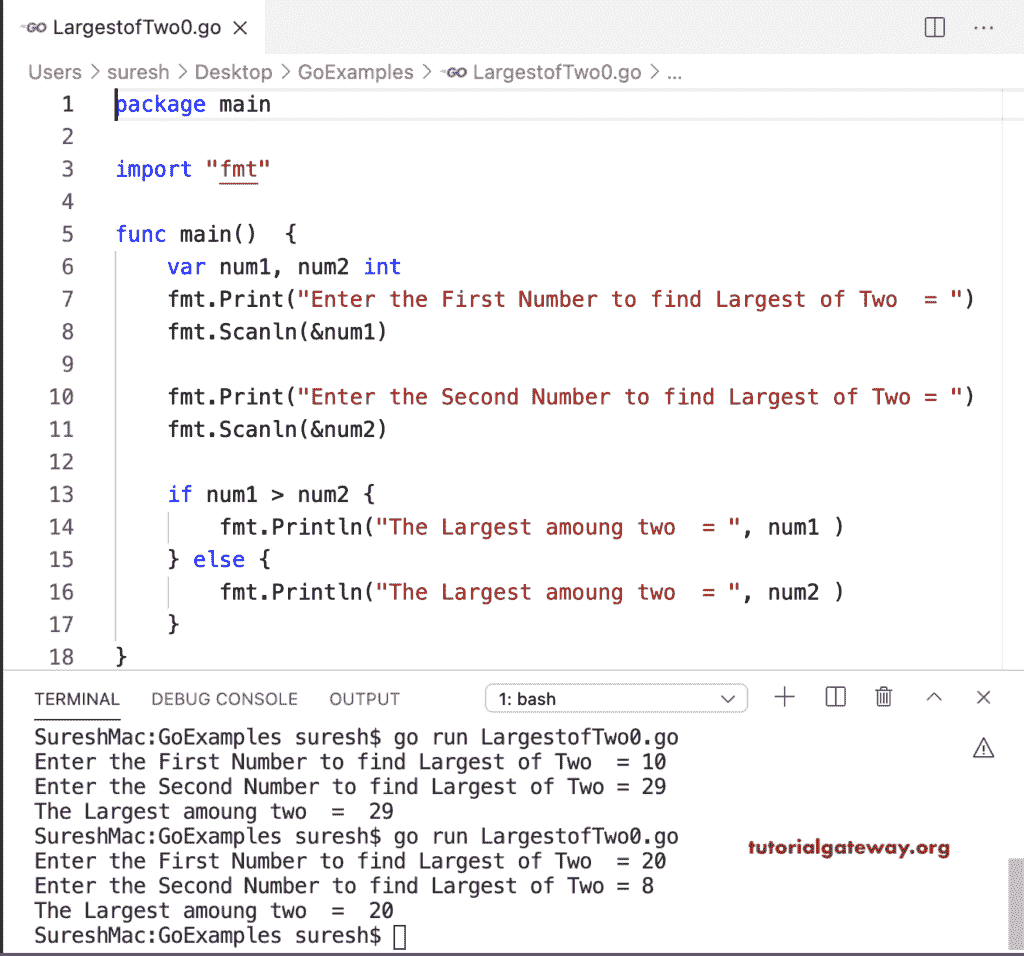 GO LargestofTwo0.go
Users > suresh > Desktop > GoExamples > GO LargestofTwo0.go > ...
1 package main
2
3 import "fmt"
4
5 func main()  {
6     var num1, num2 int
7     fmt.Print("Enter the First Number to find Largest of Two  = ")
8     fmt.Scanln(&num1)
9
10     fmt.Print("Enter the Second Number to find Largest of Two = ")
11     fmt.Scanln(&num2)
12
13     if num1 > num2 {
14         fmt.Println("The Largest amoung two  = ", num1 )
15     } else {
16         fmt.Println("The Largest amoung two  = ", num2 )
17     }
18 }
TERMINAL DEBUG CONSOLE OUTPUT 1: bash
SureshMac:GoExamples suresh$ go run LargestofTwo0.go
Enter the First Number to find Largest of Two  = 10
Enter the Second Number to find Largest of Two = 29
The Largest amoung two  =  29
SureshMac:GoExamples suresh$ go run LargestofTwo0.go
Enter the First Number to find Largest of Two  = 20
Enter the Second Number to find Largest of Two = 8
The Largest amoung two  =  20
SureshMac:GoExamples suresh$
tutorialgateway.org